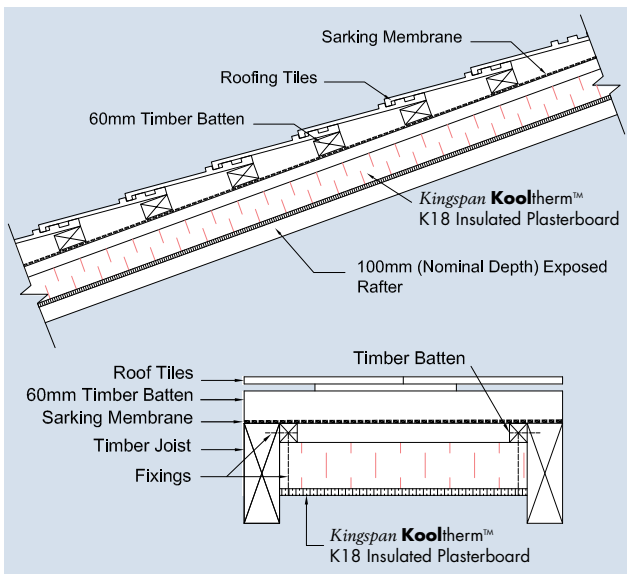 Sarking Membrane
Roofing Tiles
60mm Timber Batten
Kingspan Kooltherm™
K18 Insulated Plasterboard
100mm (Nominal Depth) Exposed
Rafter
Timber Batten
Roof Tiles
60mm Timber Batten
Sarking Membrane
Timber Joist
Fixings
Kingspan Kooltherm™
K18 Insulated Plasterboard